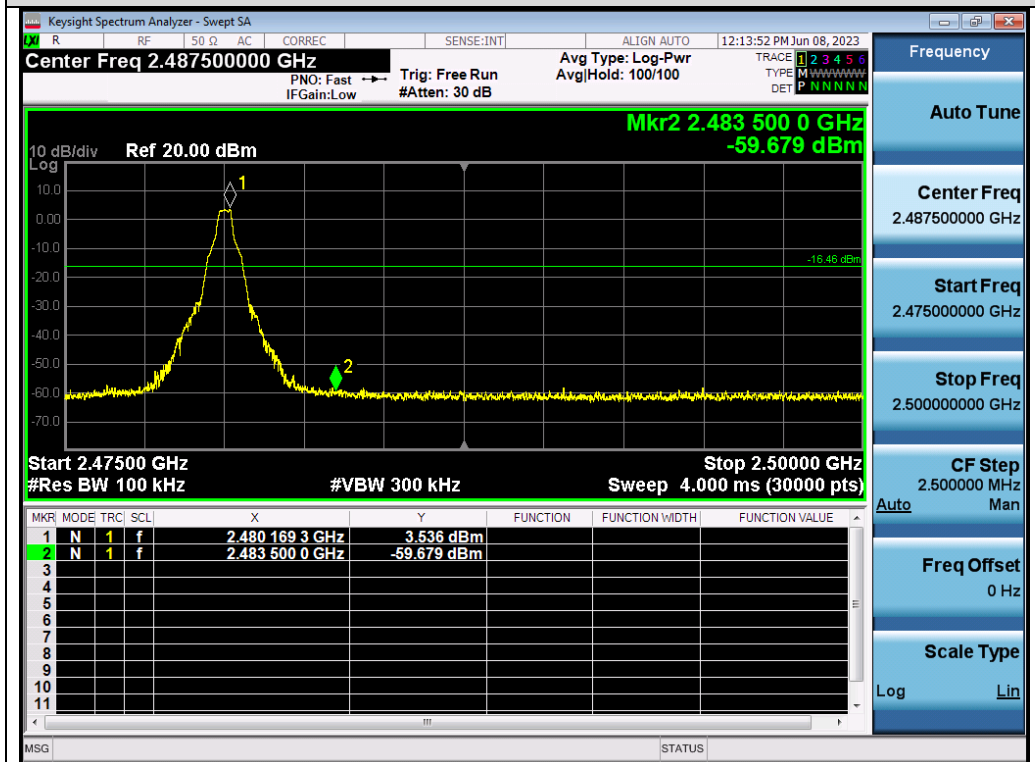 Keysight Spectrum Analyzer - Swept SA
LXI R RF 50 Ω AC CORREC SENSE:INT ALIGN AUTO 12:13:52 PM Jun 08, 2023
Center Freq 2.487500000 GHz
PNO: Fast
IFGain:Low
Trig: Free Run
#Atten: 30 dB
Avg Type: Log-Pwr
Avg|Hold: 100/100
TRACE 1 2 3 4 5 6
TYPE M WWWWW
DET P N N N N N
Mkr2 2.483 500 0 GHz
-59.679 dBm
10 dB/div Ref 20.00 dBm
Log
10.0
0.00
-10.0
-20.0
-30.0
-40.0
-50.0
-60.0
-70.0
1
2
-16.46 dBm
Start 2.47500 GHz Stop 2.50000 GHz
#Res BW 100 kHz #VBW 300 kHz Sweep 4.000 ms (30000 pts)
MKR MODE TRC SCL X Y FUNCTION FUNCTION WIDTH FUNCTION VALUE
1 N 1 f 2.480 169 3 GHz 3.536 dBm
2 N 1 f 2.483 500 0 GHz -59.679 dBm
3
4
5
6
7
8
9
10
11
MSG STATUS
Frequency
Auto Tune
Center Freq
2.487500000 GHz
Start Freq
2.475000000 GHz
Stop Freq
2.500000000 GHz
CF Step
2.500000 MHz
Auto Man
Freq Offset
0 Hz
Scale Type
Log Lin